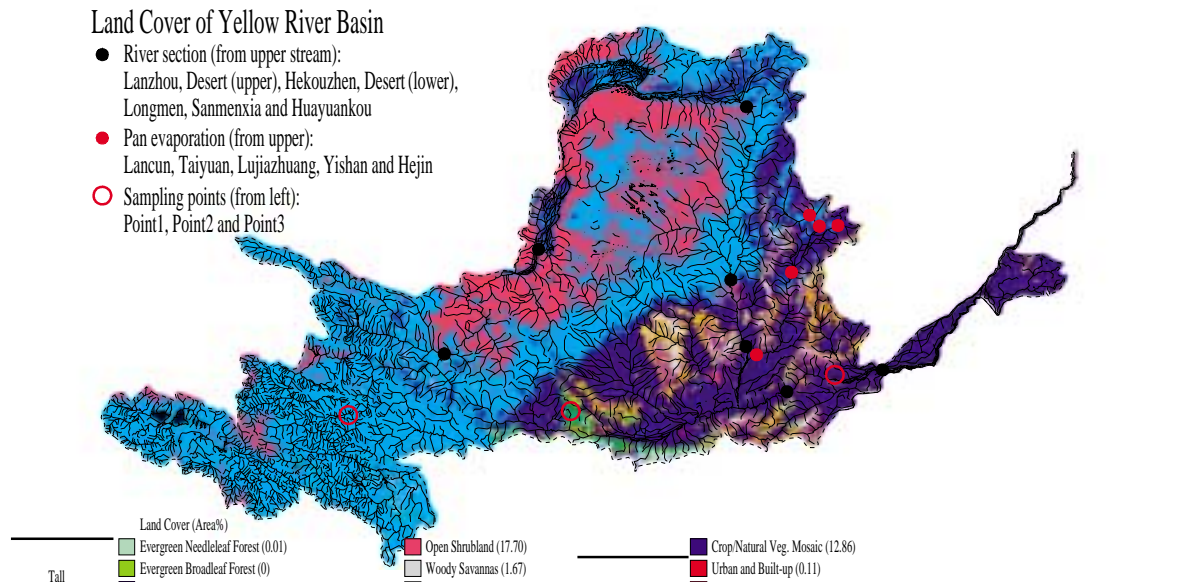 Land Cover of Yellow River Basin
River section (from upper stream):
Lanzhou, Desert (upper), Hekouzhen, Desert (lower),
Longmen, Sanmenxia and Huayuankou
Pan evaporation (from upper):
Lancun, Taiyuan, Lujiazhuang, Yishan and Hejin
Sampling points (from left):
Point1, Point2 and Point3
Land Cover (Area%)
Evergreen Needleleaf Forest (0.01)
Open Shrubland (17.70)
Crop/Natural Veg. Mosaic (12.86)
Tall
Evergreen Broadleaf Forest (0)
Woody Savannas (1.67)
Urban and Built-up (0.11)